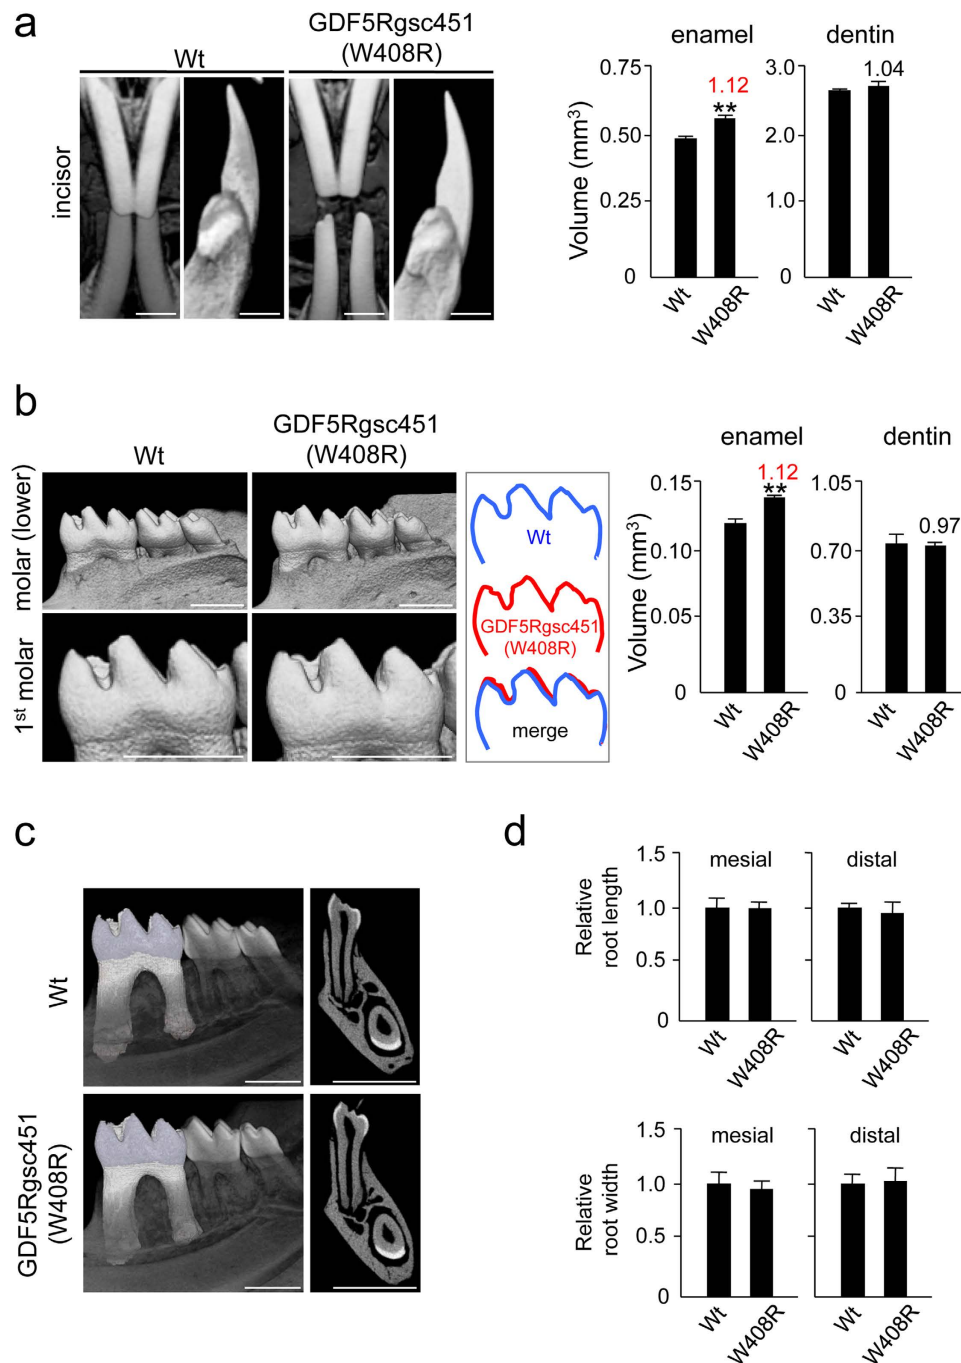 a
Wt
GDF5Rgsc451
(W408R)
incisor
enamel
dentin
Volume (mm³)
0.75
0.50
0.25
0
1.12
**
Wt
W408R
3.0
2.0
1.0
0
1.04
Wt
W408R
b
Wt
GDF5Rgsc451
(W408R)
molar (lower)
1st molar
Wt
GDF5Rgsc451
(W408R)
merge
enamel
dentin
Volume (mm³)
0.15
0.10
0.05
0
1.12
**
Wt
W408R
1.05
0.70
0.35
0
0.97
Wt
W408R
c
Wt
GDF5Rgsc451
(W408R)
d
Relative
root length
1.5
1.0
0.5
0
mesial
Wt
W408R
distal
Wt
W408R
Relative
root width
1.5
1.0
0.5
0
mesial
Wt
W408R
distal
Wt
W408R